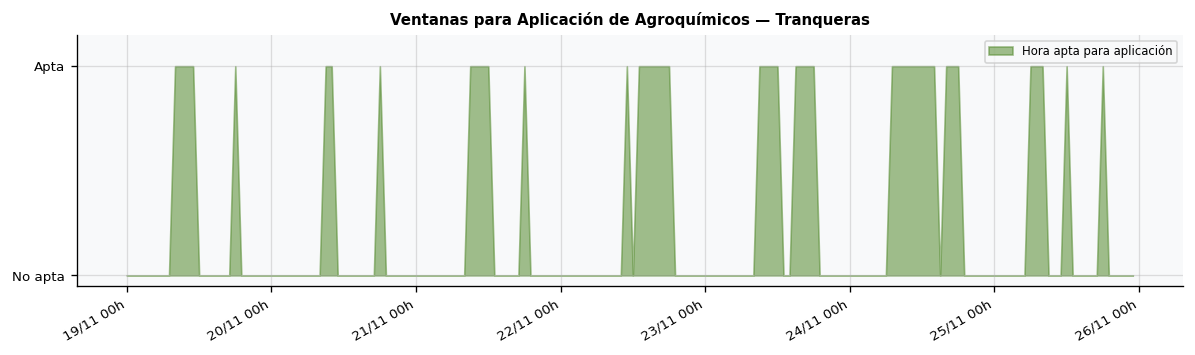 Ventanas para Aplicación de Agroquímicos — Tranqueras
Hora apta para aplicación
Apta
No apta
19/11 00h
20/11 00h
21/11 00h
22/11 00h
23/11 00h
24/11 00h
25/11 00h
26/11 00h